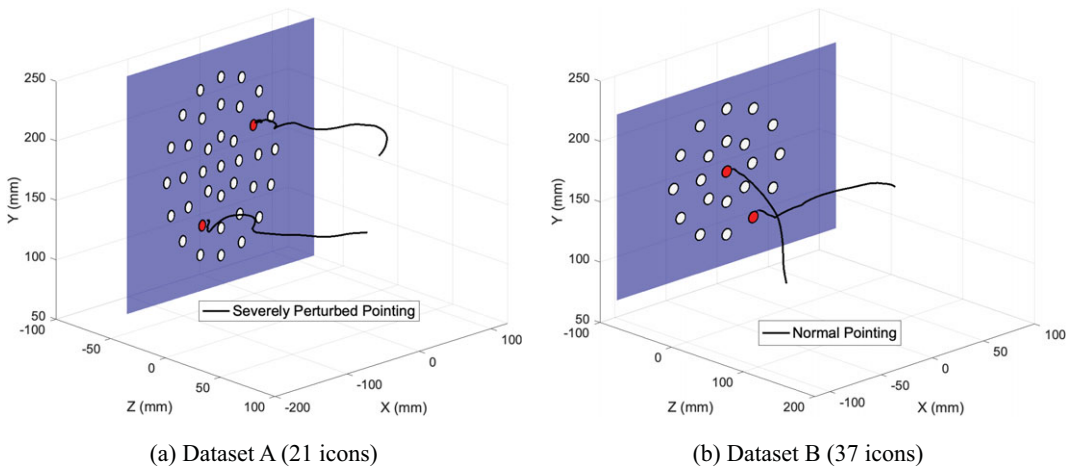 250
200
150
100
50
Y (mm)
-100
-50
0
50
100
Z (mm)
-200
-100
0
100
X (mm)
Severely Perturbed Pointing
(a) Dataset A (21 icons)
250
200
150
100
50
Y (mm)
-100
0
100
200
Z (mm)
-100
-50
0
50
100
X (mm)
Normal Pointing
(b) Dataset B (37 icons)